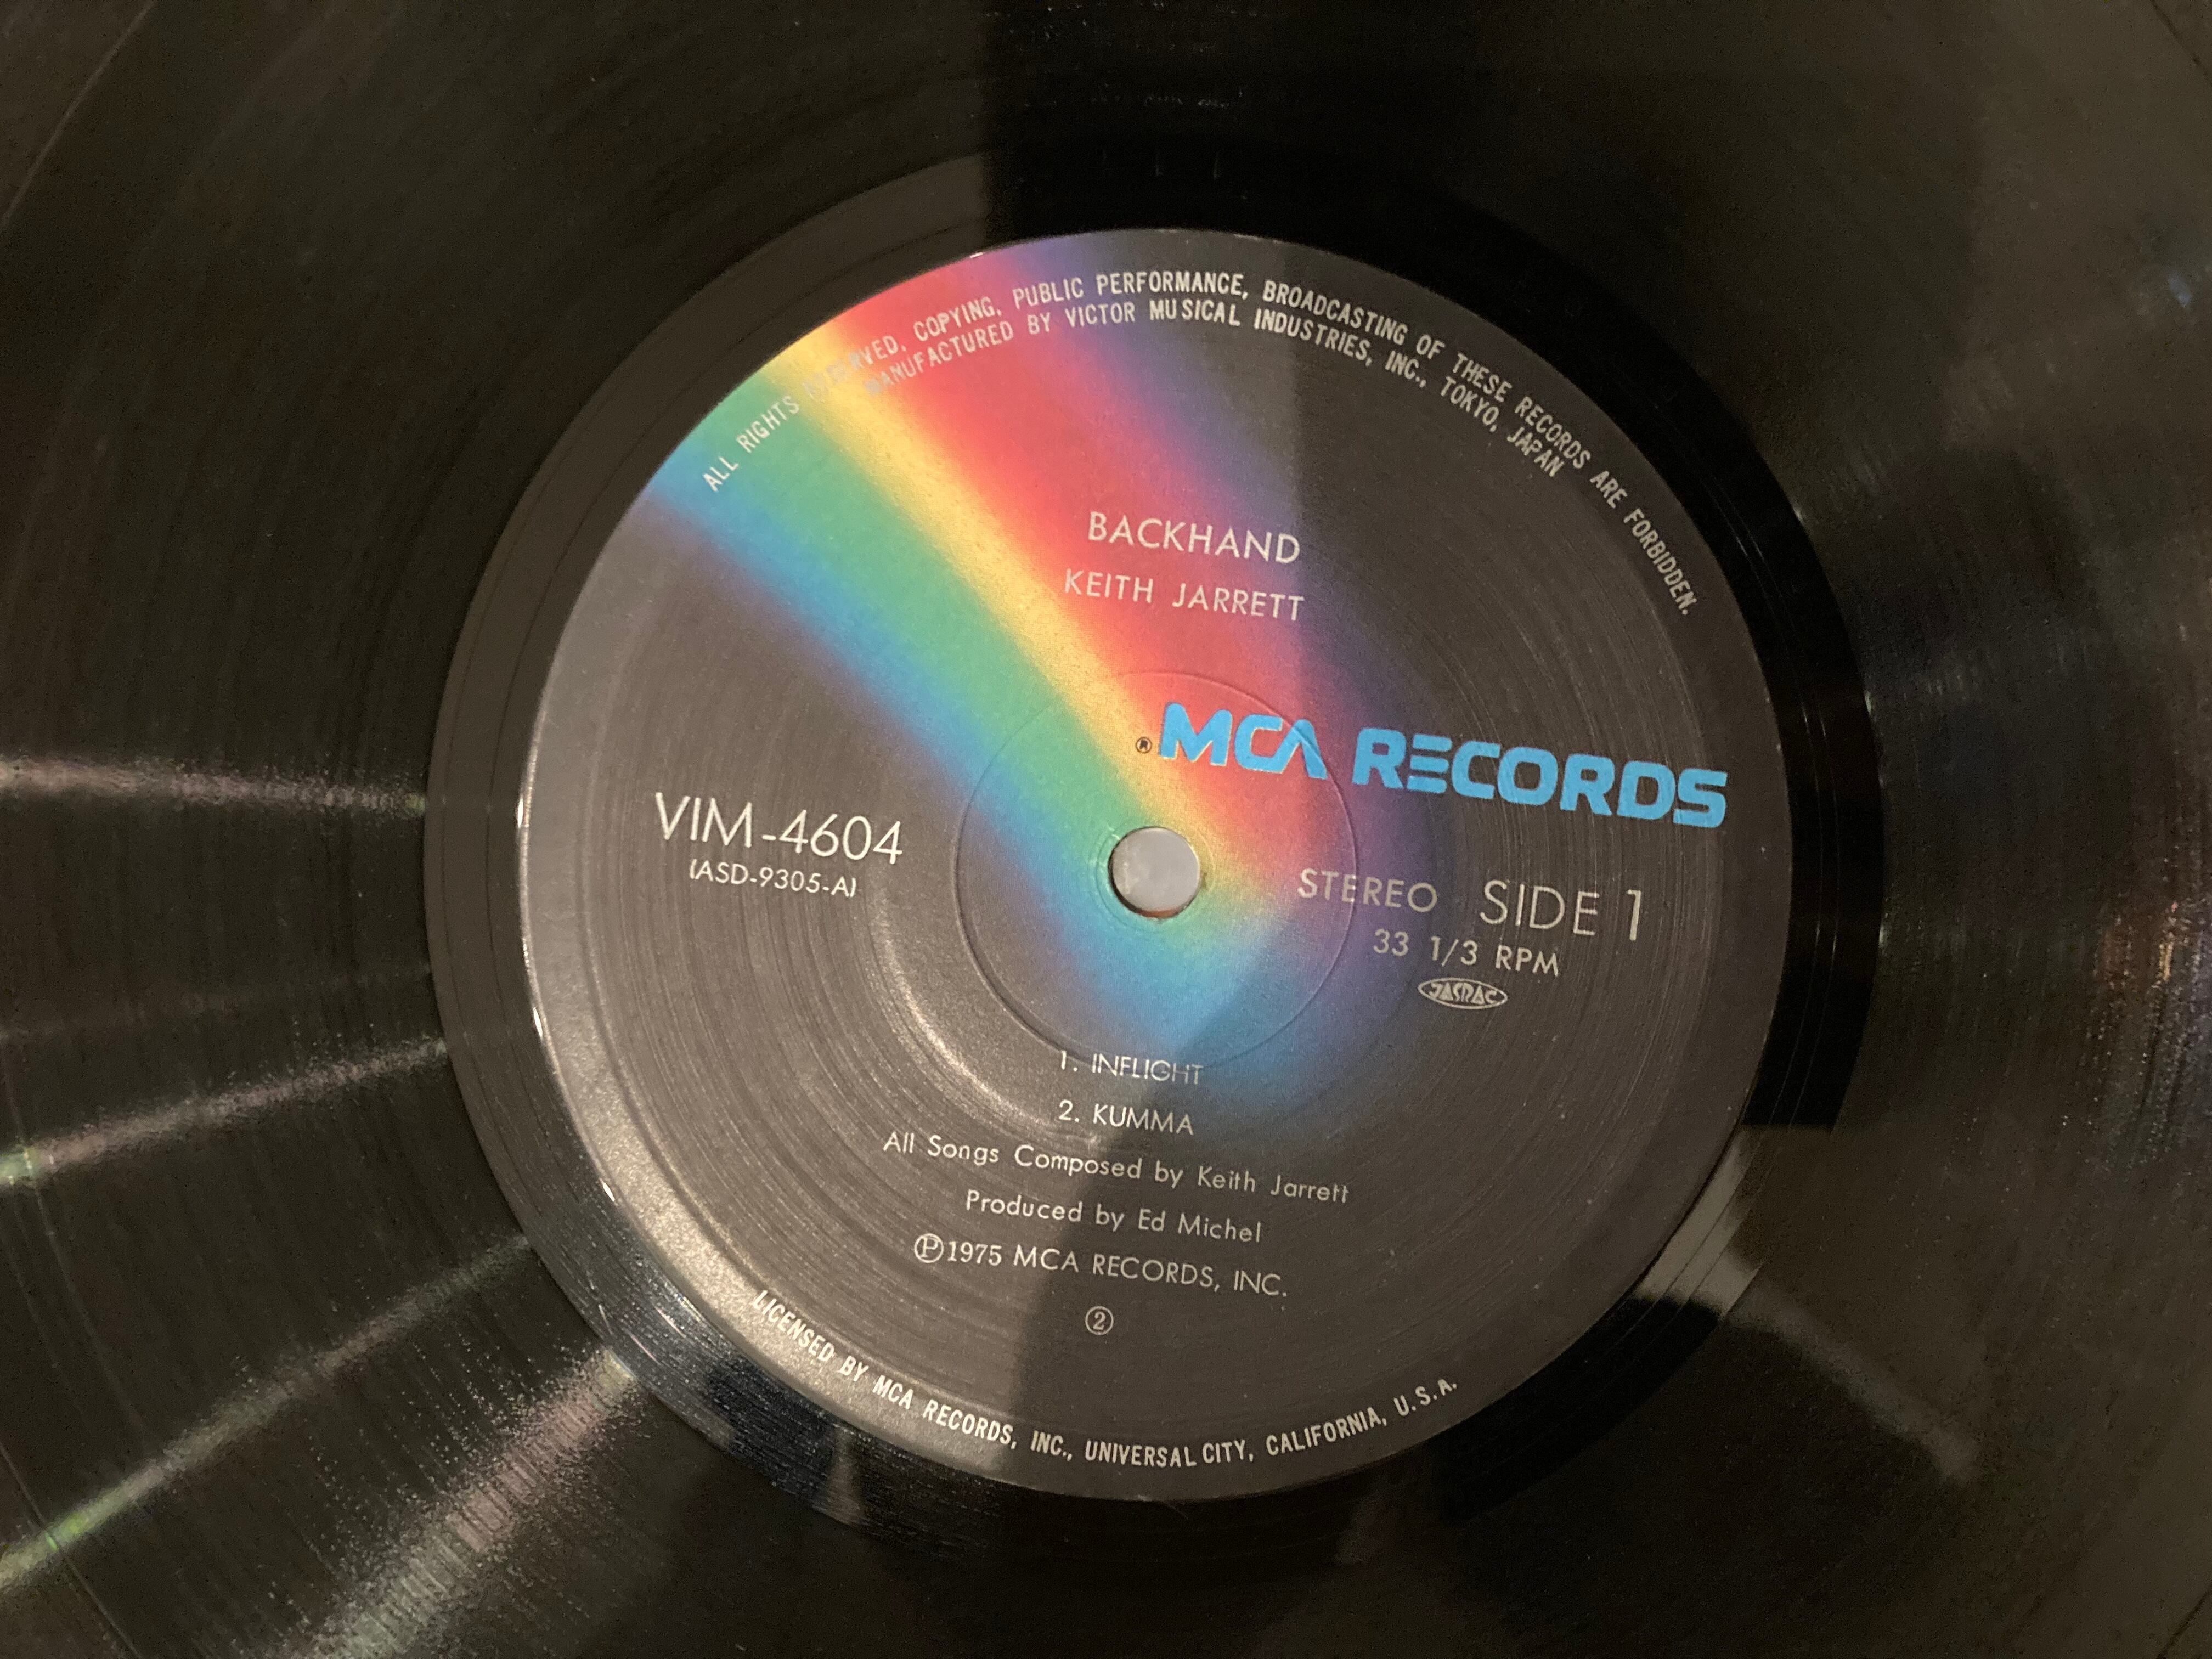 ALL RIGHTS RESERVED, COPYING, PUBLIC PERFORMANCE, BROADCASTING OF THESE RECORDS ARE FORBIDDEN.
MANUFACTURED BY VICTOR MUSICAL INDUSTRIES, INC., TOKYO, JAPAN
BACKHAND
KEITH JARRETT
® MCA RECORDS
VIM-4604
(ASD-9305-A)
STEREO SIDE 1
33 1/3 RPM
JASRAC
1. INFLIGHT
2. KUMMA
All Songs Composed by Keith Jarrett
Produced by Ed Michel
Ⓟ1975 MCA RECORDS, INC.
②
LICENSED BY MCA RECORDS, INC., UNIVERSAL CITY, CALIFORNIA, U.S.A.